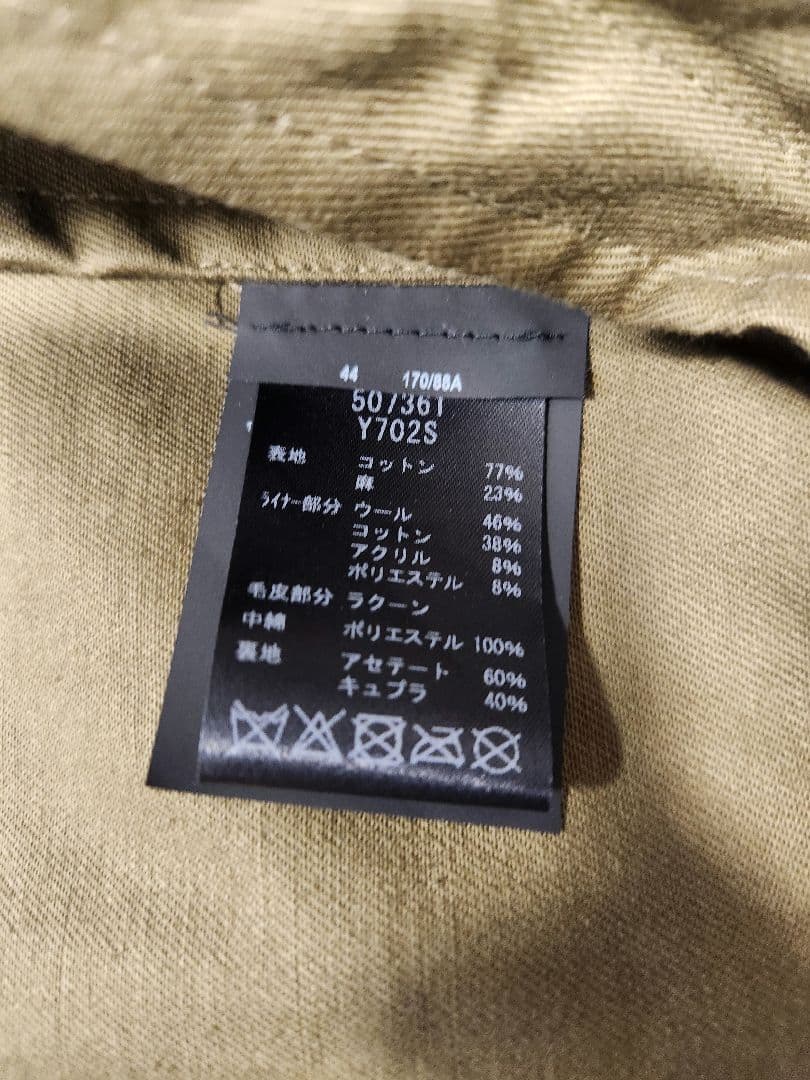 44 170/88A
507361
Y702S
表地 コットン 77%
麻 23%
ライナー部分 ウール 46%
コットン 38%
アクリル 8%
ポリエステル 8%
毛皮部分 ラクーン
中綿 ポリエステル 100%
裏地 アセテート 60%
キュプラ 40%